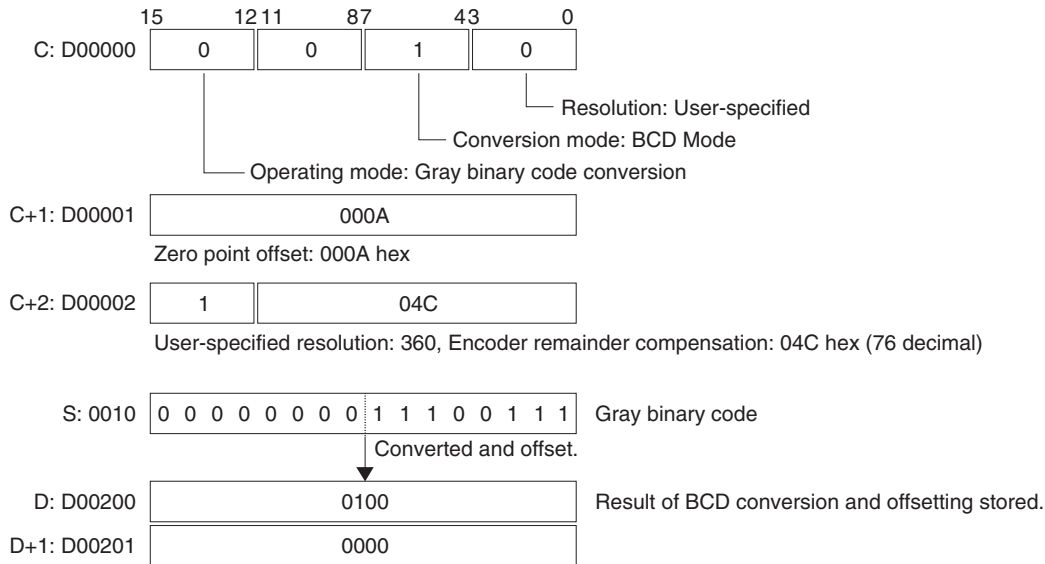 15 12 11 87 43 0
C: D00000 0 0 1 0
Resolution: User-specified
Conversion mode: BCD Mode
Operating mode: Gray binary code conversion
C+1: D00001 000A
Zero point offset: 000A hex
C+2: D00002 1 04C
User-specified resolution: 360, Encoder remainder compensation: 04C hex (76 decimal)
S: 0010 0 0 0 0 0 0 0 0 1 1 1 0 0 1 1 1 Gray binary code
Converted and offset.
D: D00200 0100 Result of BCD conversion and offsetting stored.
D+1: D00201 0000